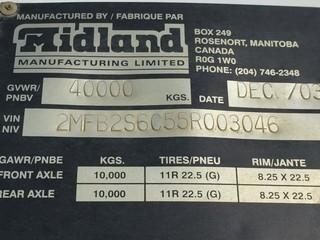 MANUFACTURED BY / FABRIQUE PAR
Midland
MANUFACTURING LIMITED
BOX 249
ROSENORT, MANITOBA
CANADA
R0G 1W0
PHONE: (204) 746-2348
GVWR/ PNBV 40000 KGS. DATE DEC /03
VIN NIV 2MFB2S6C55R003046
GAWR/PNBE KGS. TIRES/PNEU RIM/JANTE
FRONT AXLE 10,000 11R 22.5 (G) 8.25 X 22.5
REAR AXLE 10,000 11R 22.5 (G) 8.25 X 22.5